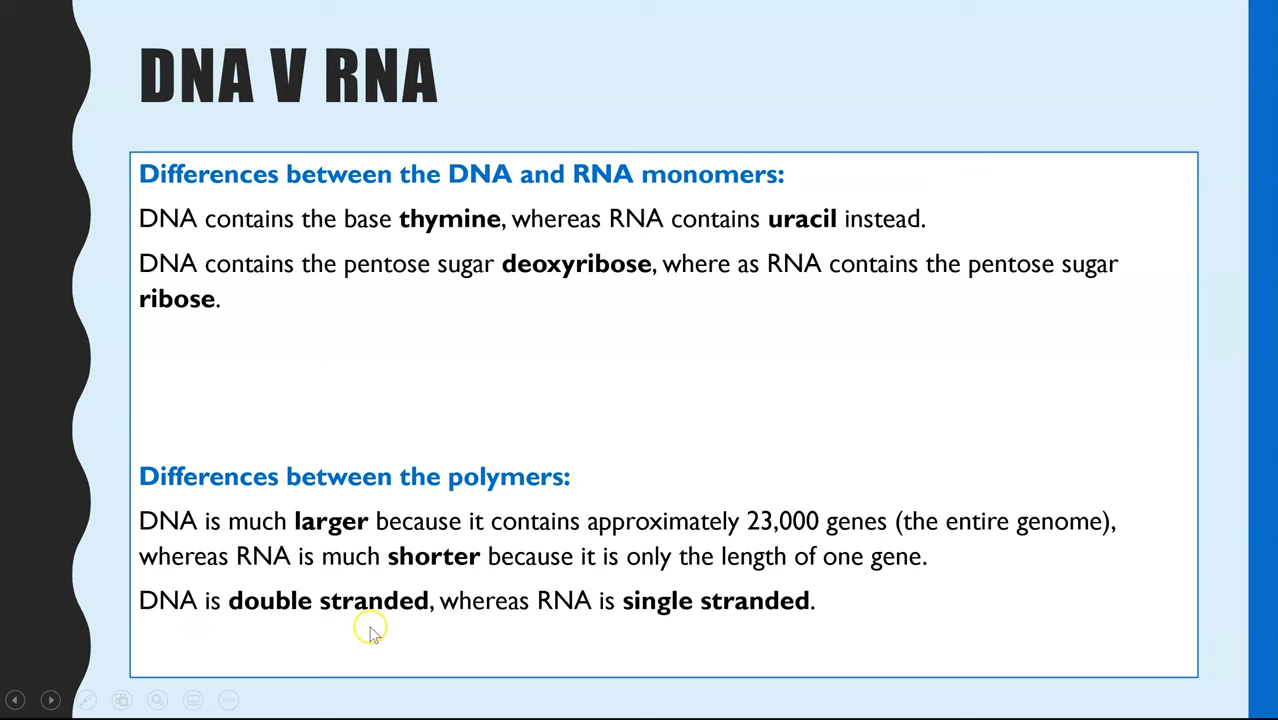 DNA V RNA
Differences between the DNA and RNA monomers:
DNA contains the base thymine, whereas RNA contains uracil instead.
DNA contains the pentose sugar deoxyribose, where as RNA contains the pentose sugar
ribose.
Differences between the polymers:
DNA is much larger because it contains approximately 23,000 genes (the entire genome),
whereas RNA is much shorter because it is only the length of one gene.
DNA is double stranded, whereas RNA is single stranded.